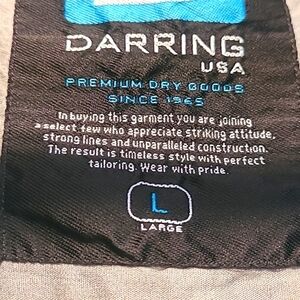 DARRING
USA
PREMIUM DRY GOODS
SINCE 1965
In buying this garment you are joining
a select few who appreciate striking attitude,
strong lines and unparalleled construction.
The result is timeless style with perfect
tailoring. Wear with pride.
L
LARGE